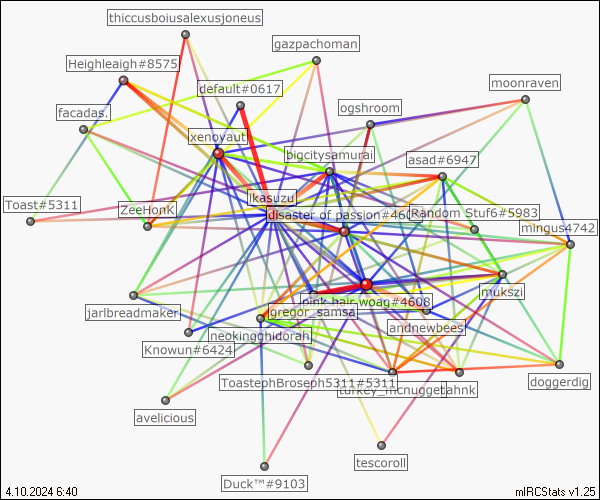 thiccusboiusalexusjoneus
gazpachoman
Heighleaigh#8575
default#0617
moonraven
ogshroom
facadas.
xenovaut
bigcitysamurai
asad#6947
Toast#5311
ZeeHonk
ikasuzu
disaster of passion#460
Random Stuf6#5983
mingus4742
jarlbreadmaker
pink hair woag#4608
mukszi
gregor_samsa
andnewbees
neokingghidorah
Knowun#6424
ToastephBroseph5311#5311
turkey_mcnugget
ahnk
doggerdig
avelicious
tescoroll
Duck™#9103
4.10.2024 6:40
mIRCStats v1.25